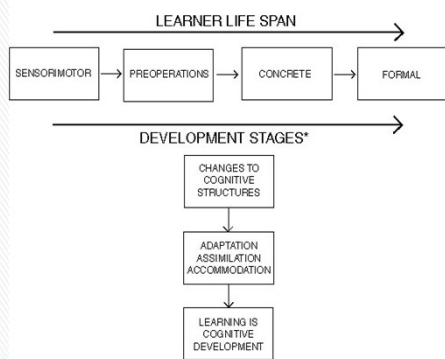 LEARNER LIFE SPAN
SENSORIMOTOR
PREOPERATIONS
CONCRETE
FORMAL
DEVELOPMENT STAGES*
CHANGES TO
COGNITIVE
STRUCTURES
ADAPTATION
ASSIMILATION
ACCOMMODATION
LEARNING IS
COGNITIVE
DEVELOPMENT